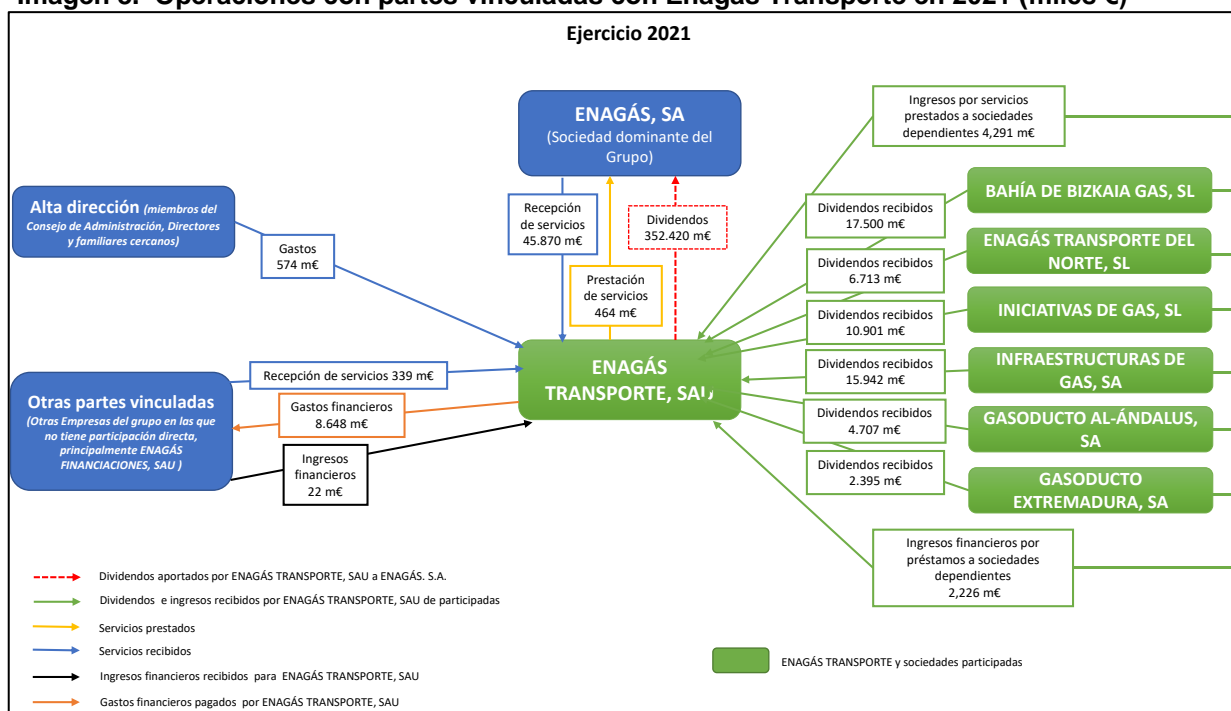 Imagen 3. Operaciones con partes vinculadas con Enagás Transporte en 2021 (miles €)
Ejercicio 2021
ENAGÁS, SA
(Sociedad dominante del
Grupo)
Ingresos por servicios
prestados a sociedades
dependientes 4,291 m€
Alta dirección (miembros del
Consejo de Administración, Directores
y familiares cercanos)
Gastos
574 m€
Recepción
de servicios
45.870 m€
Prestación
de servicios
464 m€
Dividendos
352.420 m€
Dividendos recibidos
17.500 m€
BAHÍA DE BIZKAIA GAS, SL
Dividendos recibidos
6.713 m€
ENAGÁS TRANSPORTE DEL
NORTE, SL
Dividendos recibidos
10.901 m€
INICIATIVAS DE GAS, SL
Dividendos recibidos
15.942 m€
INFRAESTRUCTURAS DE
GAS, SA
Dividendos recibidos
4.707 m€
GASODUCTO AL-ÁNDALUS,
SA
Dividendos recibidos
2.395 m€
GASODUCTO
EXTREMADURA, SA
ENAGÁS
TRANSPORTE, SAU
Otras partes vinculadas
(Otras Empresas del grupo en las que
no tiene participación directa,
principalmente ENAGÁS
FINANCIACIONES, SAU )
Recepción de servicios 339 m€
Gastos financieros
8.648 m€
Ingresos
financieros
22 m€
Ingresos financieros por
préstamos a sociedades
dependientes
2,226 m€
Dividendos aportados por ENAGÁS TRANSPORTE, SAU a ENAGÁS. S.A.
Dividendos e ingresos recibidos por ENAGÁS TRANSPORTE, SAU de participadas
Servicios prestados
Servicios recibidos
Ingresos financieros recibidos para ENAGÁS TRANSPORTE, SAU
Gastos financieros pagados por ENAGÁS TRANSPORTE, SAU
ENAGÁS TRANSPORTE y sociedades participadas